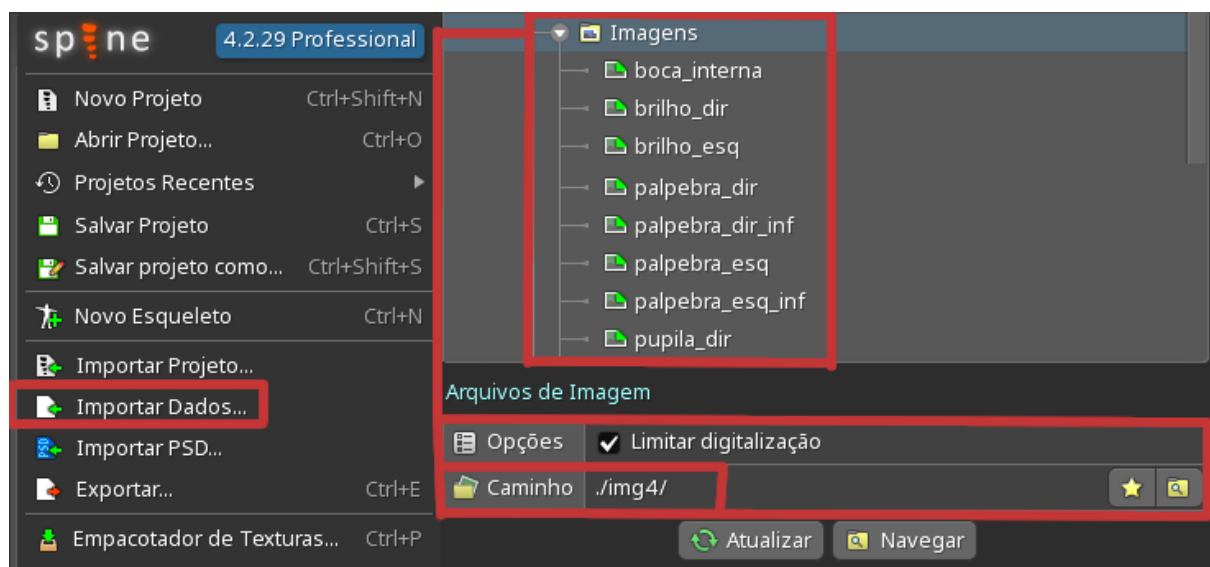 spine 4.2.29 Professional
Novo Projeto Ctrl+Shift+N
Abrir Projeto... Ctrl+O
Projetos Recentes
Salvar Projeto Ctrl+S
Salvar projeto como... Ctrl+Shift+S
Novo Esqueleto Ctrl+N
Importar Projeto...
Importar Dados...
Importar PSD...
Exportar... Ctrl+E
Empacotador de Texturas... Ctrl+P
Imagens
boca_interna
brilho_dir
brilho_esq
palpebra_dir
palpebra_dir_inf
palpebra_esq
palpebra_esq_inf
pupila_dir
Arquivos de Imagem
Opções Limitar digitalização
Caminho ./img4/
Atualizar Navegar